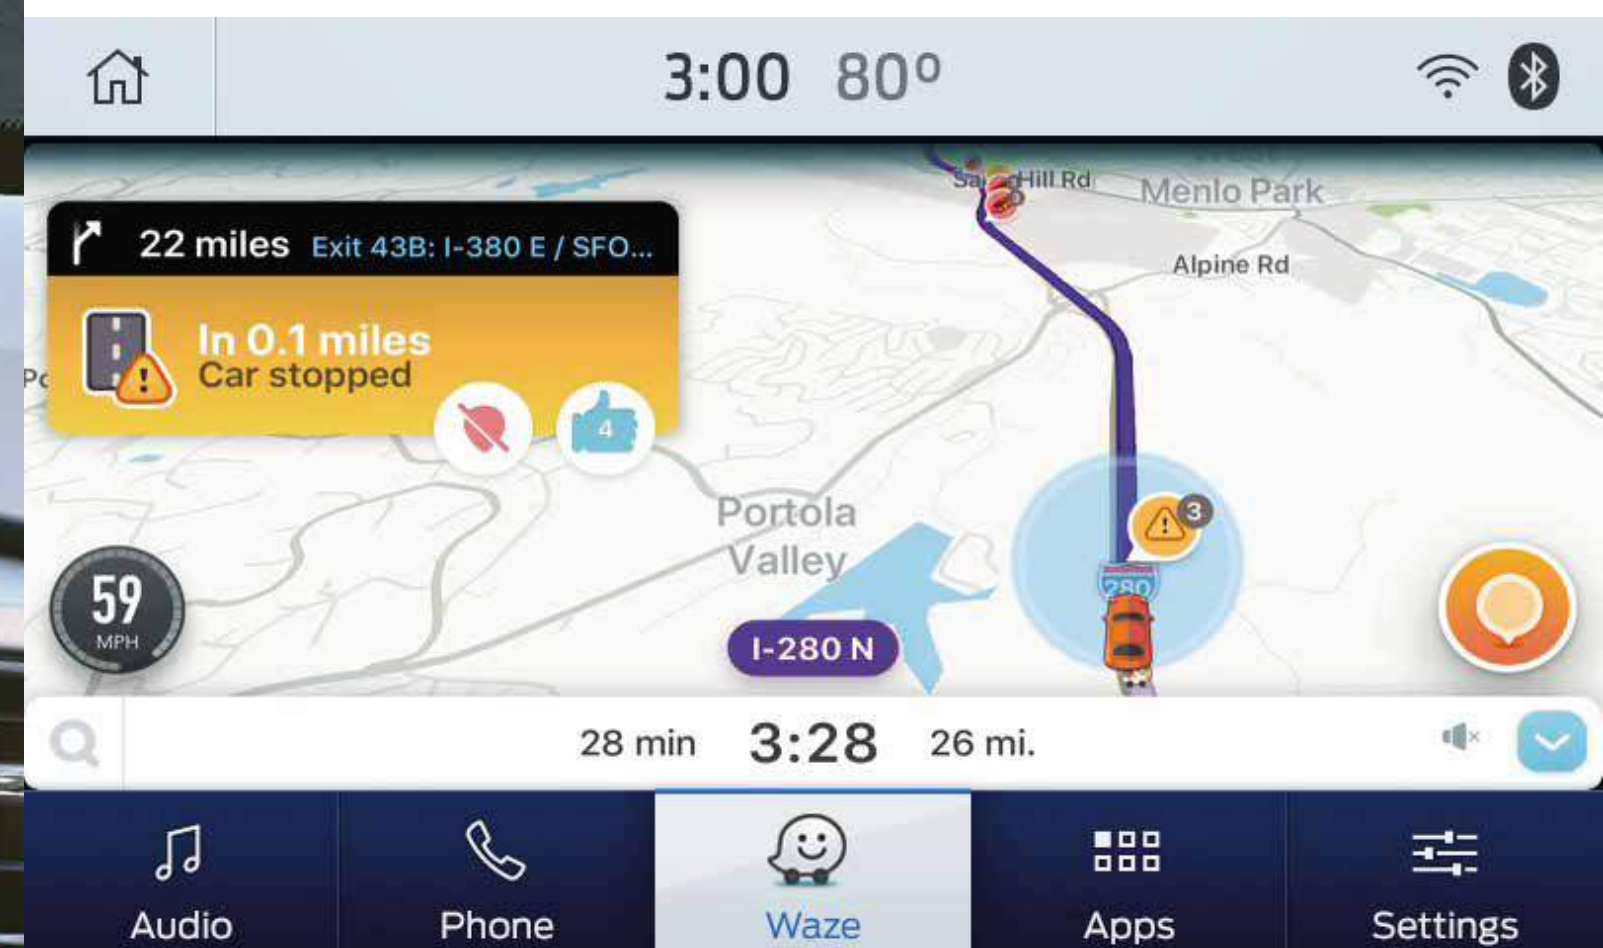 3:00 80°
22 miles Exit 43B: I-380 E / SFO...
In 0.1 miles
Car stopped
4
Hill Rd
Menlo Park
Alpine Rd
Portola
Valley
3
280
59
MPH
I-280 N
28 min 3:28 26 mi.
Audio
Phone
Waze
Apps
Settings